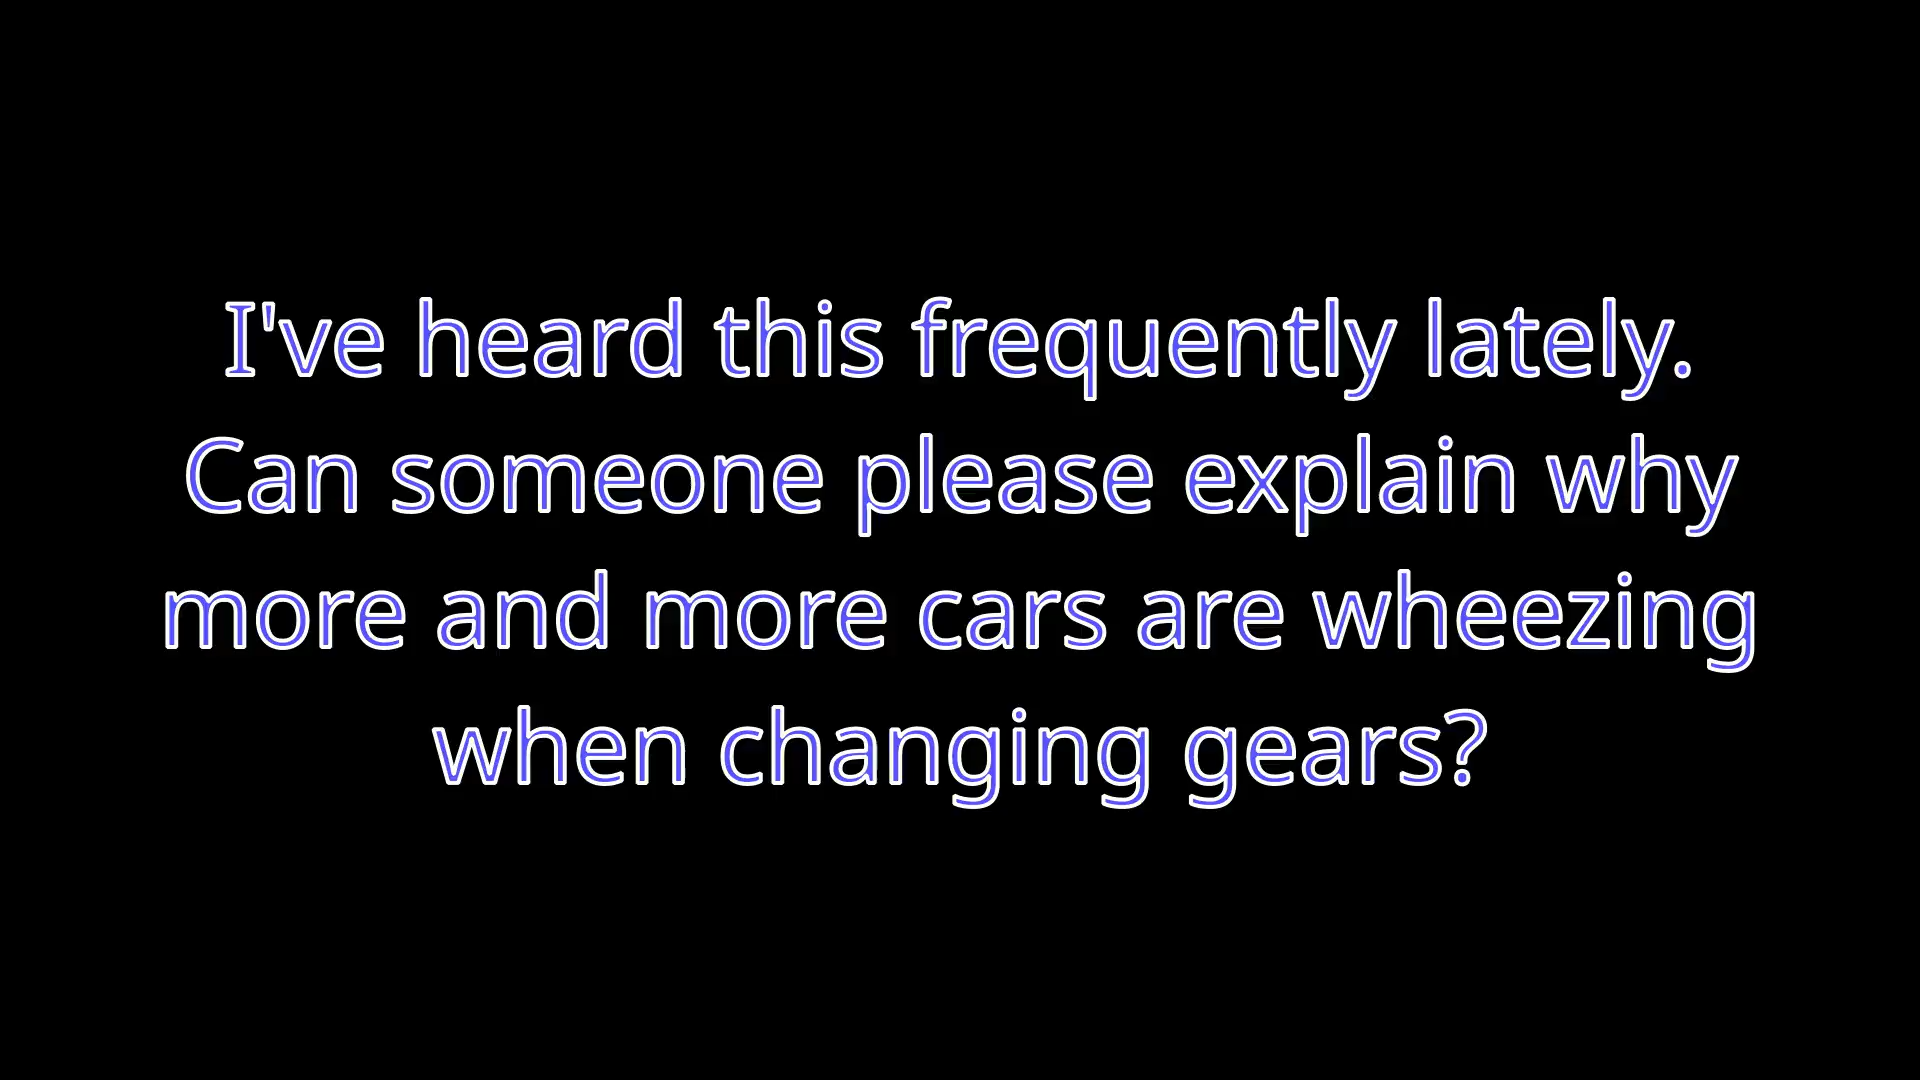 I've heard this frequently lately.
Can someone please explain why
more and more cars are wheezing
when changing gears?